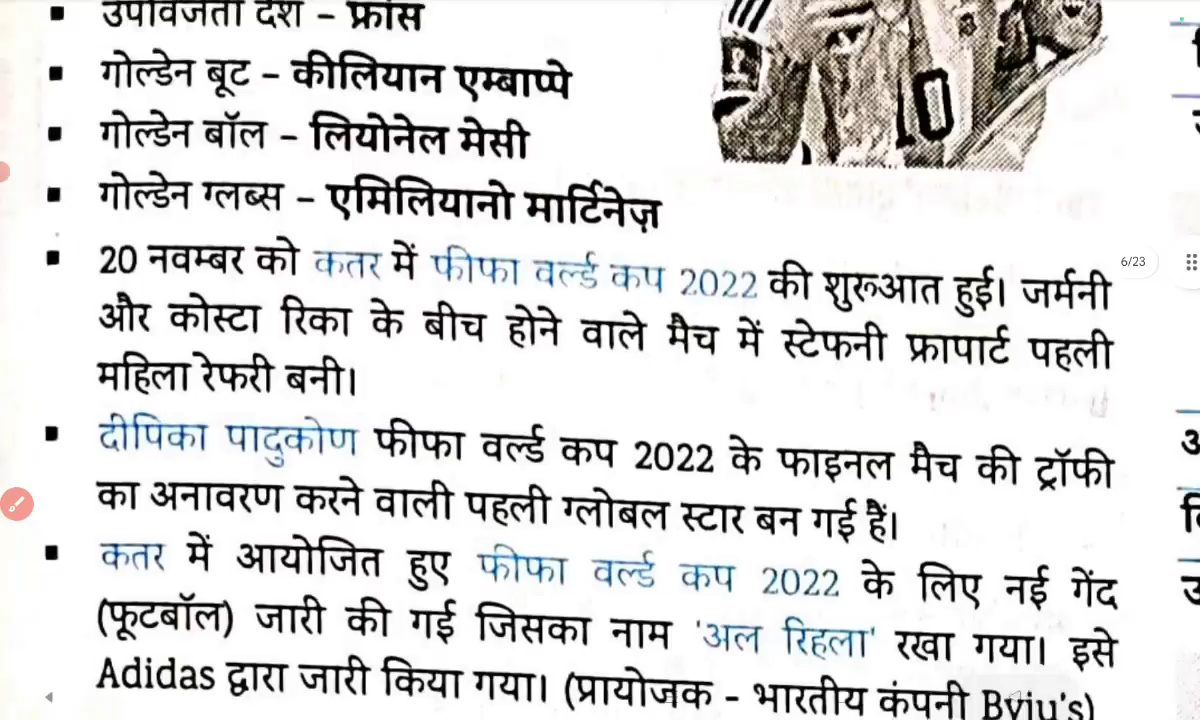 उपविजेता देश – फ्रांस
गोल्डेन बूट – कीलियान एम्बाप्पे
गोल्डेन बॉल – लियोनेल मेसी
गोल्डेन ग्लब्स – एमिलियानो मार्टिनेज़
20 नवम्बर को कतर में फीफा वर्ल्ड कप 2022 की शुरूआत हुई। जर्मनी
और कोस्टा रिका के बीच होने वाले मैच में स्टेफनी फ्रापार्ट पहली
महिला रेफरी बनी।
दीपिका पादुकोण फीफा वर्ल्ड कप 2022 के फाइनल मैच की ट्रॉफी
का अनावरण करने वाली पहली ग्लोबल स्टार बन गई हैं।
कतर में आयोजित हुए फीफा वर्ल्ड कप 2022 के लिए नई गेंद
(फूटबॉल) जारी की गई जिसका नाम 'अल रिहला' रखा गया। इसे
Adidas द्वारा जारी किया गया। (प्रायोजक - भारतीय कंपनी Byju's)
10
6/23